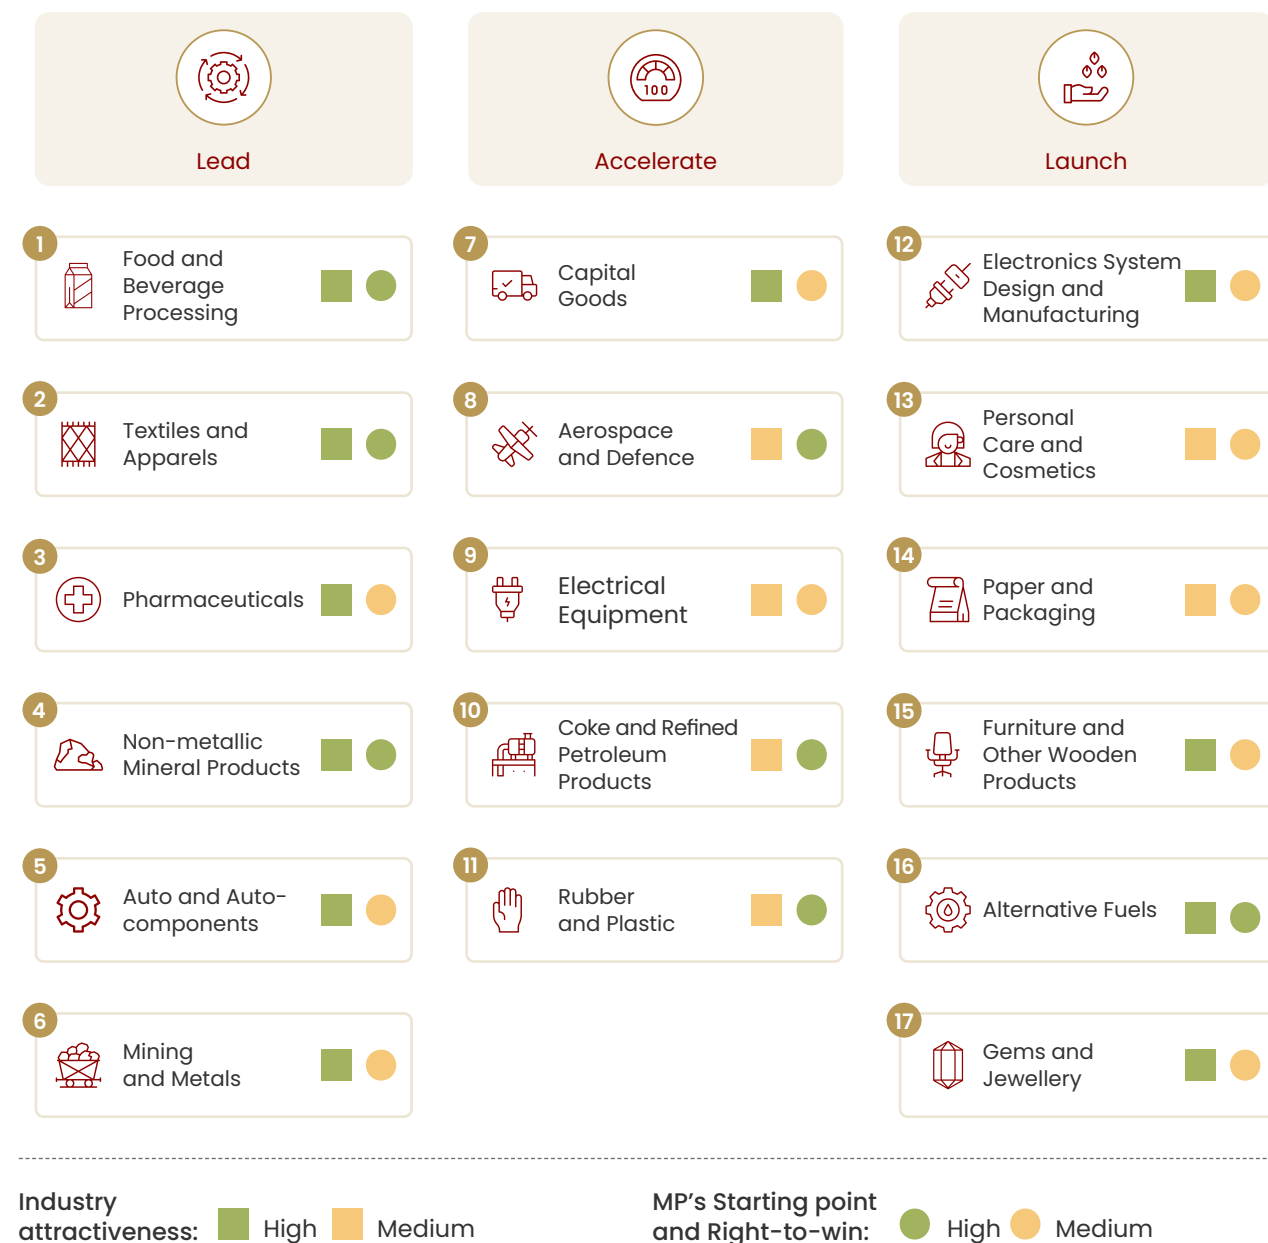 100
Lead
Accelerate
Launch
1
Food and
Beverage
Processing
2
Textiles and
Apparels
3
Pharmaceuticals
4
Non-metallic
Mineral Products
5
Auto and Auto-
components
6
Mining
and Metals
7
Capital
Goods
8
Aerospace
and Defence
9
Electrical
Equipment
10
Coke and Refined
Petroleum
Products
11
Rubber
and Plastic
12
Electronics System
Design and
Manufacturing
13
Personal
Care and
Cosmetics
14
Paper and
Packaging
15
Furniture and
Other Wooden
Products
16
Alternative Fuels
17
Gems and
Jewellery
Industry
attractiveness:
High
Medium
MP’s Starting point
and Right-to-win:
High
Medium